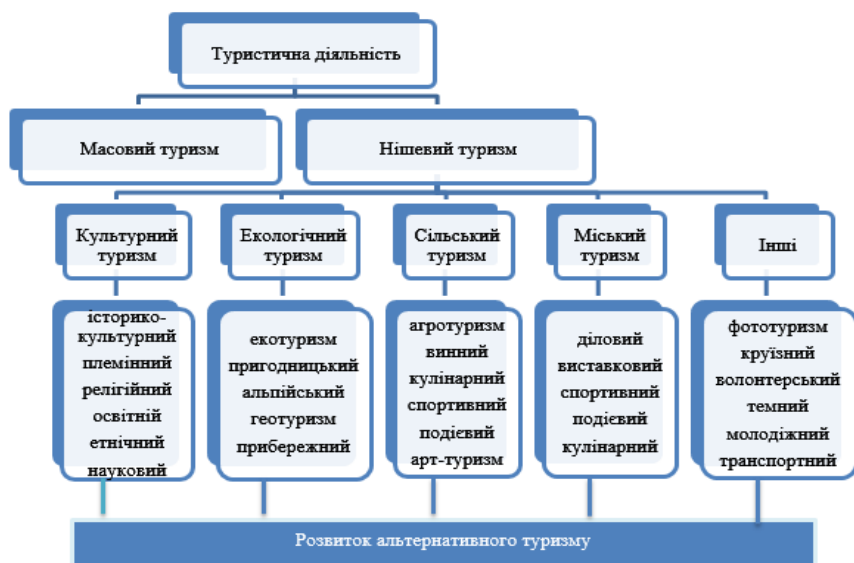 Туристична діяльність
Масовий туризм
Нішевий туризм
Культурний
туризм
Екологічний
туризм
Сільський
туризм
Міський
туризм
Інші
історико-
культурний
племінний
релігійний
освітній
етнічний
науковий
екотуризм
пригодницький
альпійський
геотуризм
прибережний
агротуризм
винний
кулінарний
спортивний
подієвий
арт-туризм
діловий
виставковий
спортивний
подієвий
кулінарний
фототуризм
круїзний
волонтерський
темний
молодіжний
транспортний
Розвиток альтернативного туризму